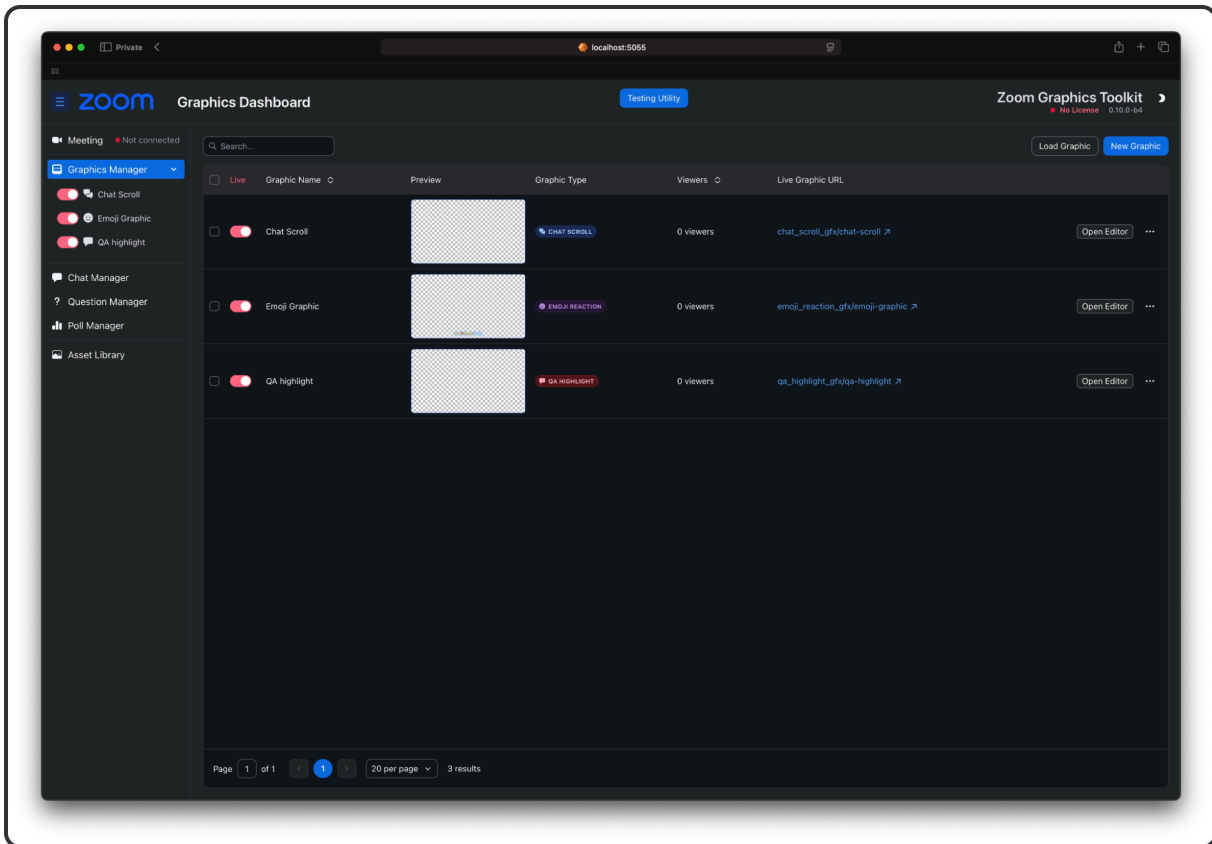 Private
localhost:5055
zoom Graphics Dashboard
Testing Utility
Zoom Graphics Toolkit
No License 0.10.0-b4
Meeting Not connected
Graphics Manager
Chat Scroll
Emoji Graphic
QA highlight
Chat Manager
? Question Manager
Poll Manager
Asset Library
Search...
Load Graphic New Graphic
Live Graphic Name Preview Graphic Type Viewers Live Graphic URL
Chat Scroll CHAT SCROLL 0 viewers chat_scroll_gfx/chat-scroll Open Editor ...
Emoji Graphic EMOJI REACTION 0 viewers emoji_reaction_gfx/emoji-graphic Open Editor ...
QA highlight QA HIGHLIGHT 0 viewers qa_highlight_gfx/qa-highlight Open Editor ...
Page 1 of 1 1 20 per page 3 results